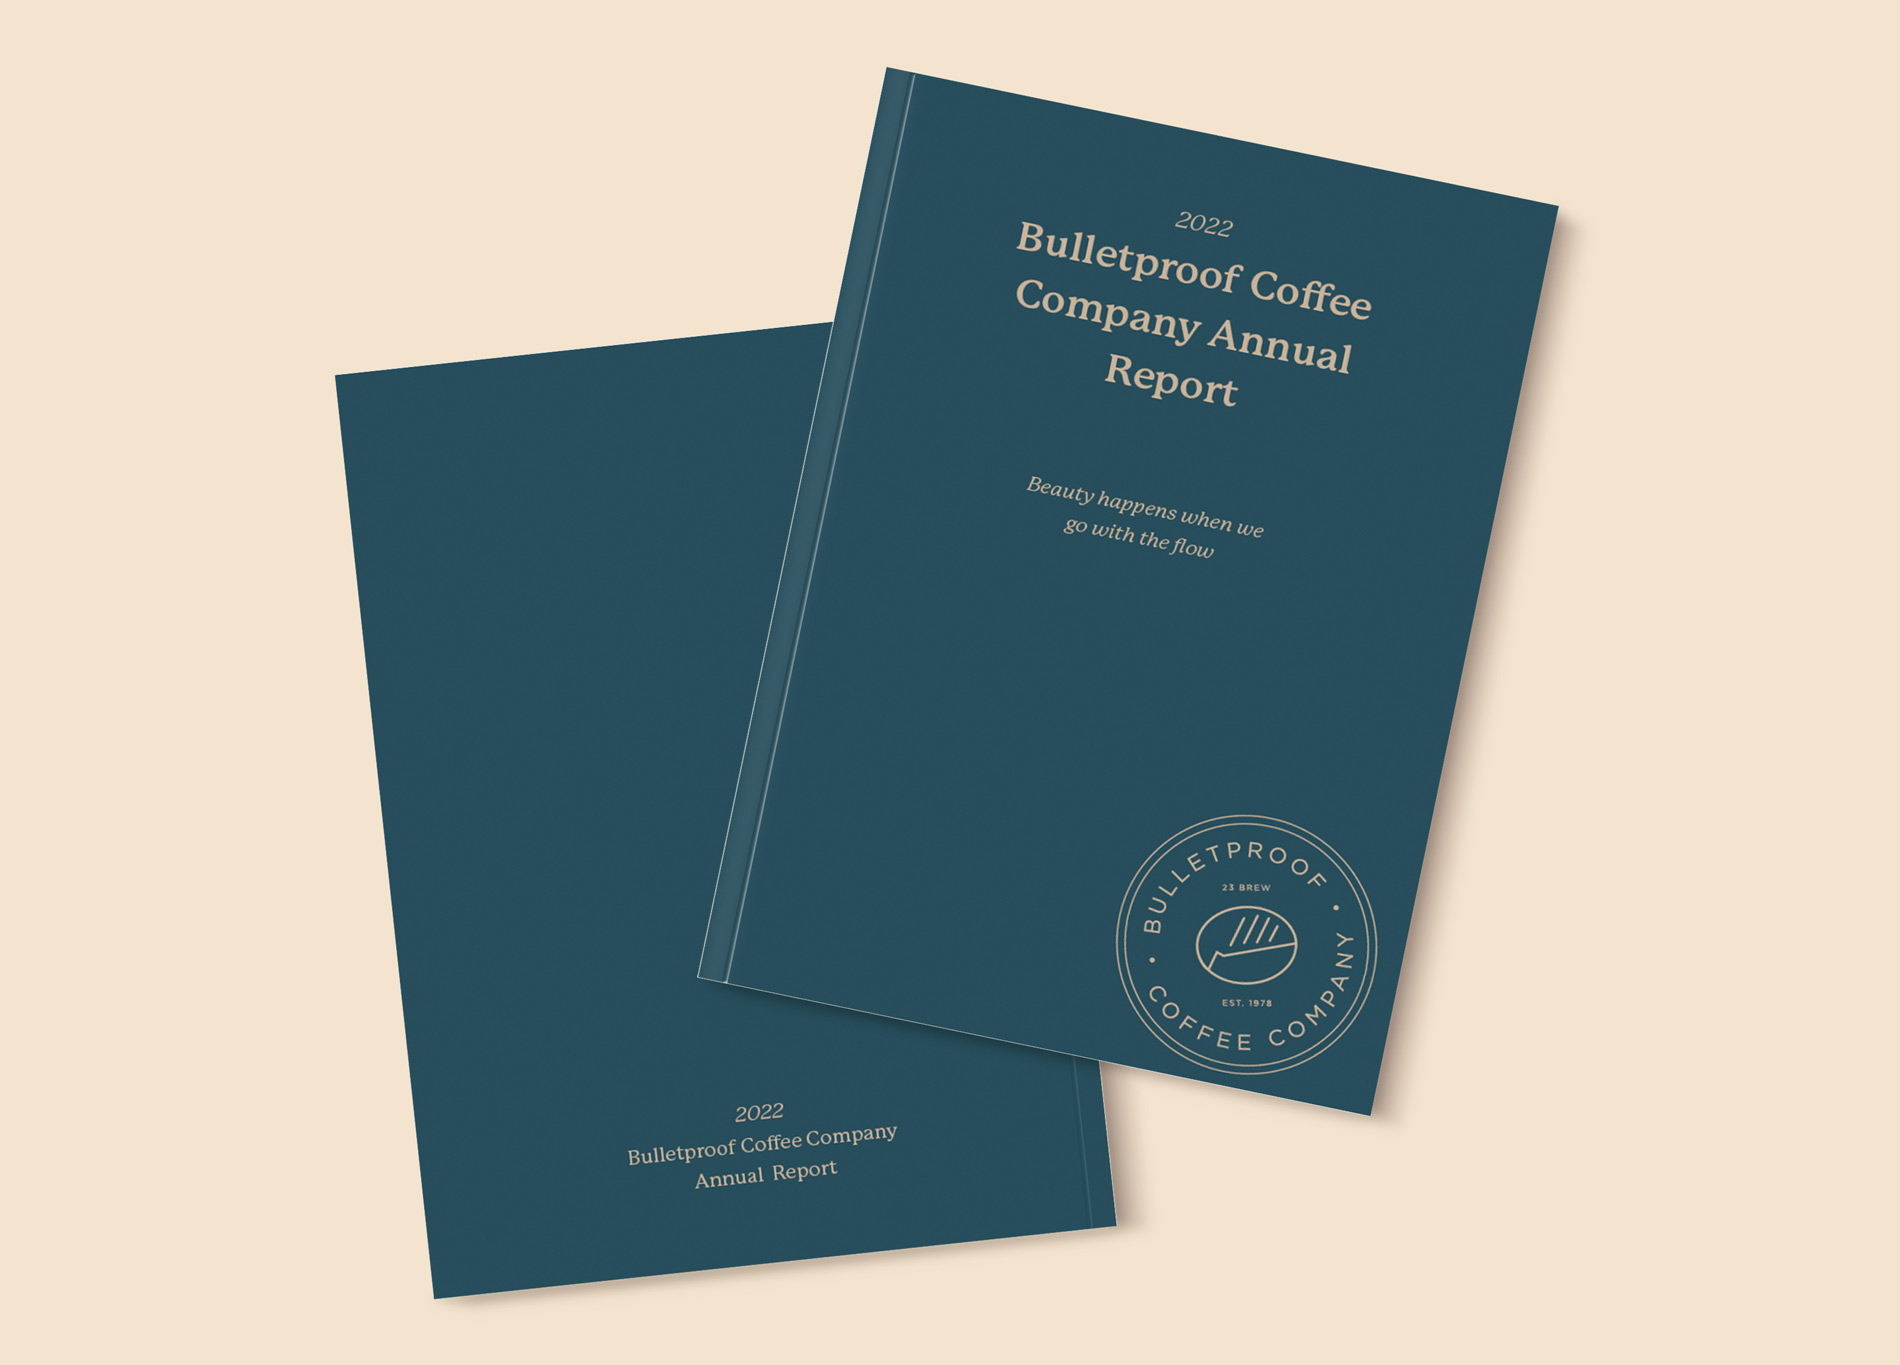 2022
Bulletproof Coffee
Company Annual
Report
Beauty happens when we
go with the flow
BULLETPROOF
23 BREW
EST. 1978
COFFEE COMPANY
2022
Bulletproof Coffee Company
Annual Report